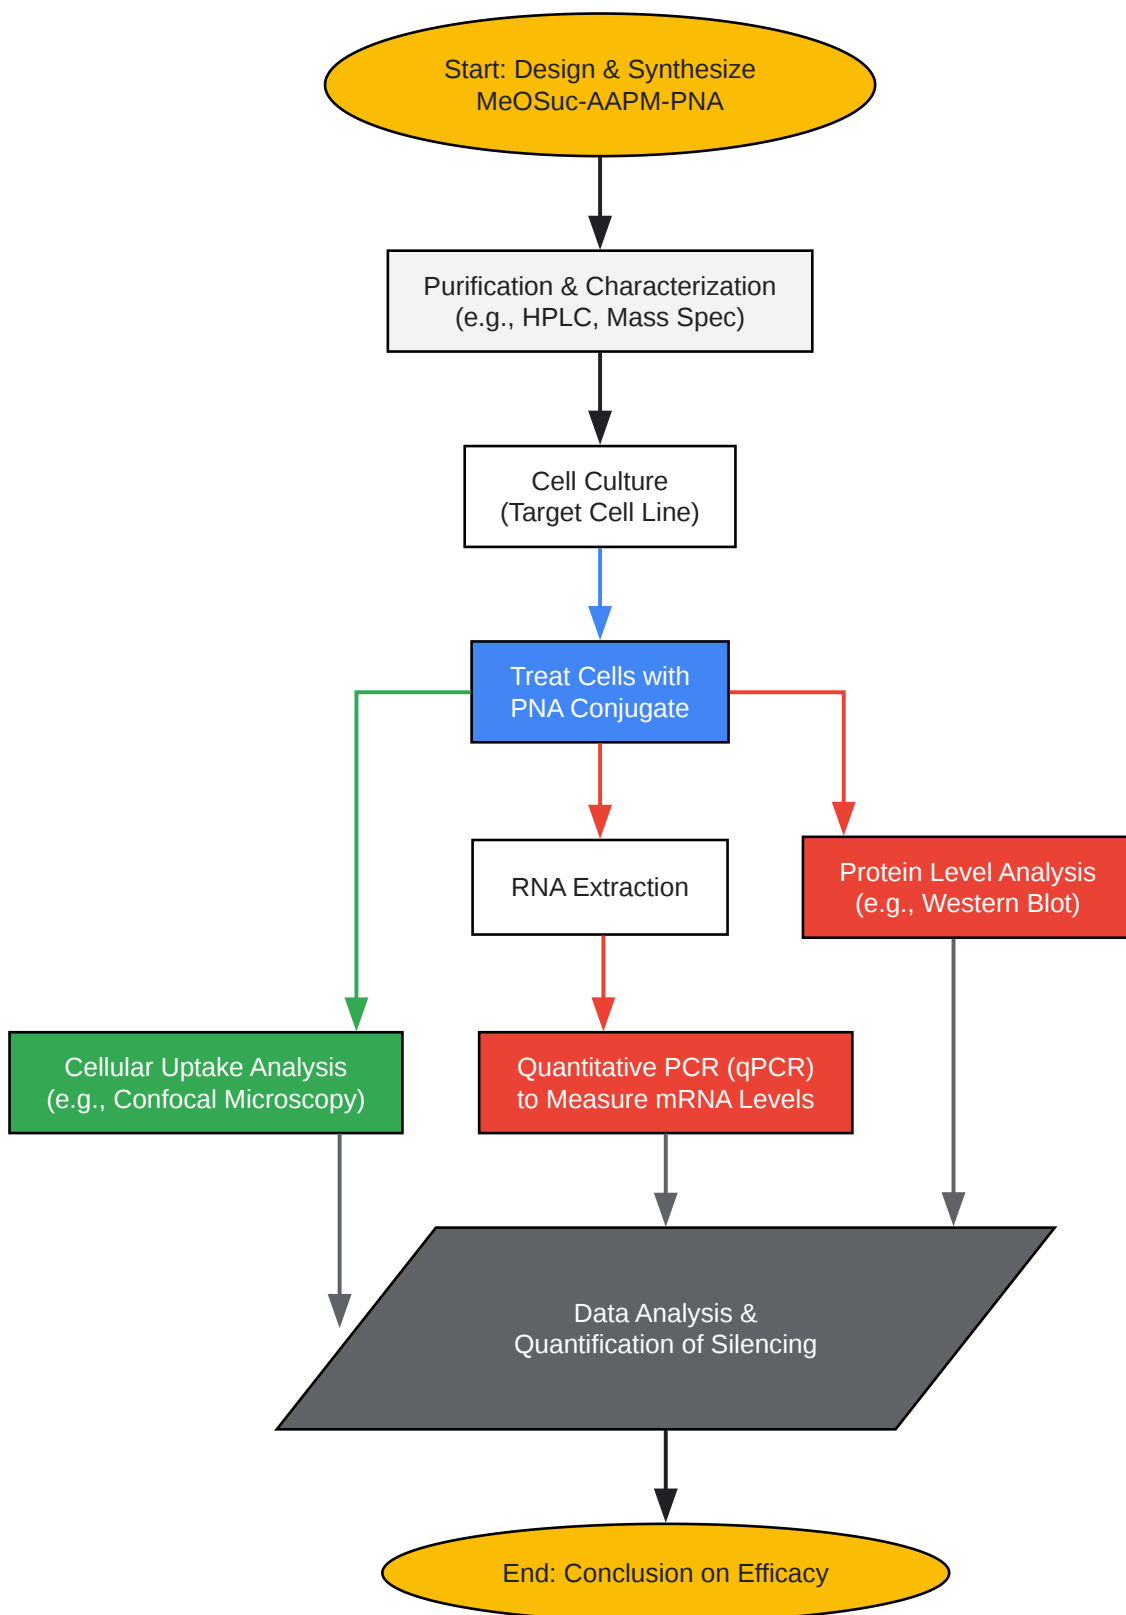 Start: Design & Synthesize
MeOSuc-AAPM-PNA
Purification & Characterization
(e.g., HPLC, Mass Spec)
Cell Culture
(Target Cell Line)
Treat Cells with
PNA Conjugate
RNA Extraction
Protein Level Analysis
(e.g., Western Blot)
Cellular Uptake Analysis
(e.g., Confocal Microscopy)
Quantitative PCR (qPCR)
to Measure mRNA Levels
Data Analysis &
Quantification of Silencing
End: Conclusion on Efficacy